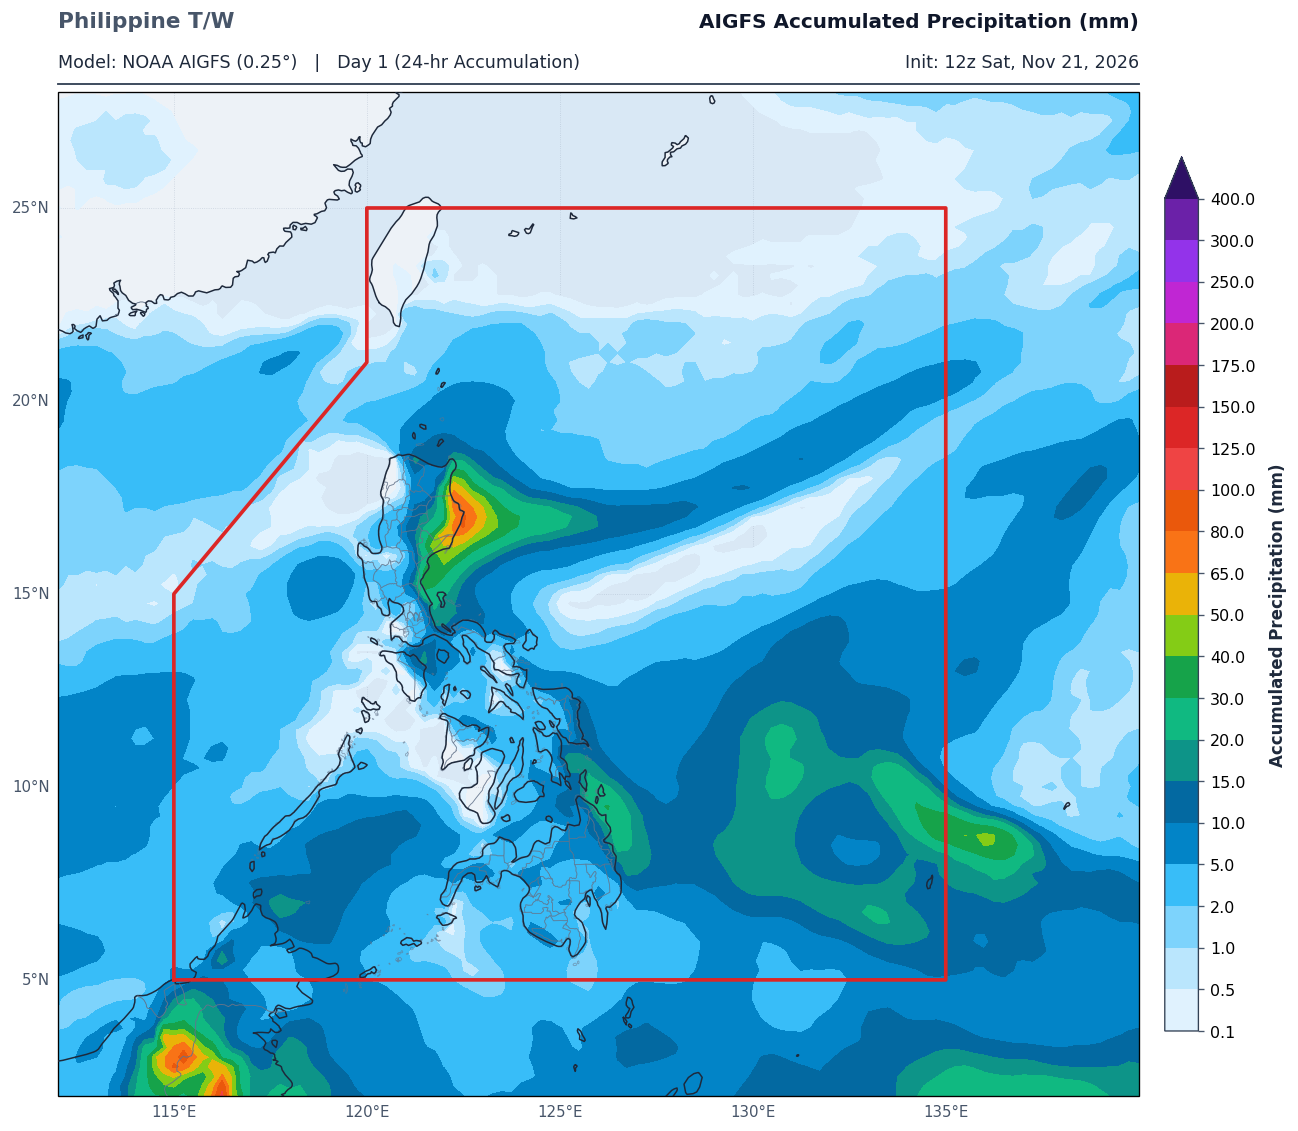 Philippine T/W
AIGFS Accumulated Precipitation (mm)
Model: NOAA AIGFS (0.25°)   |   Day 1 (24-hr Accumulation)
Init: 12z Sat, Nov 21, 2026
25°N
20°N
15°N
10°N
5°N
115°E
120°E
125°E
130°E
135°E
400.0
300.0
250.0
200.0
175.0
150.0
125.0
100.0
80.0
65.0
50.0
40.0
30.0
20.0
15.0
10.0
5.0
2.0
1.0
0.5
0.1
Accumulated Precipitation (mm)